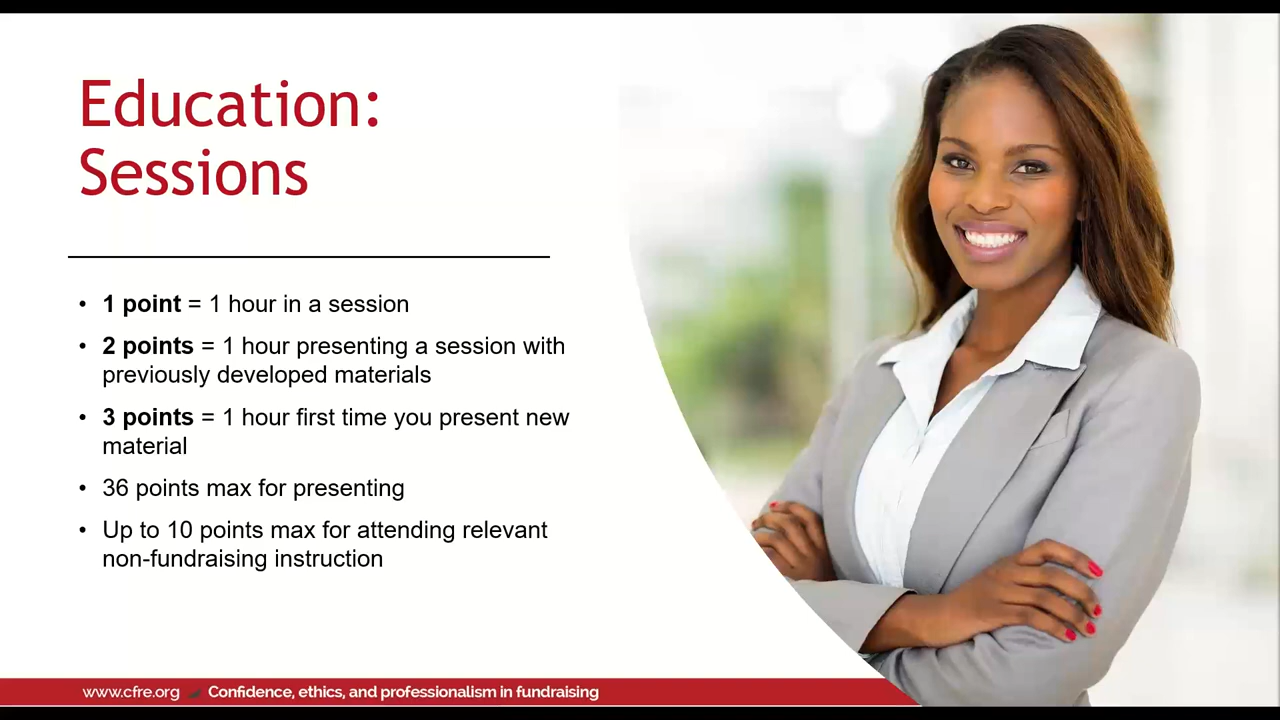 Education:
Sessions
• 1 point = 1 hour in a session
• 2 points = 1 hour presenting a session with
previously developed materials
• 3 points = 1 hour first time you present new
material
• 36 points max for presenting
• Up to 10 points max for attending relevant
non-fundraising instruction
www.cfre.org Confidence, ethics, and professionalism in fundraising